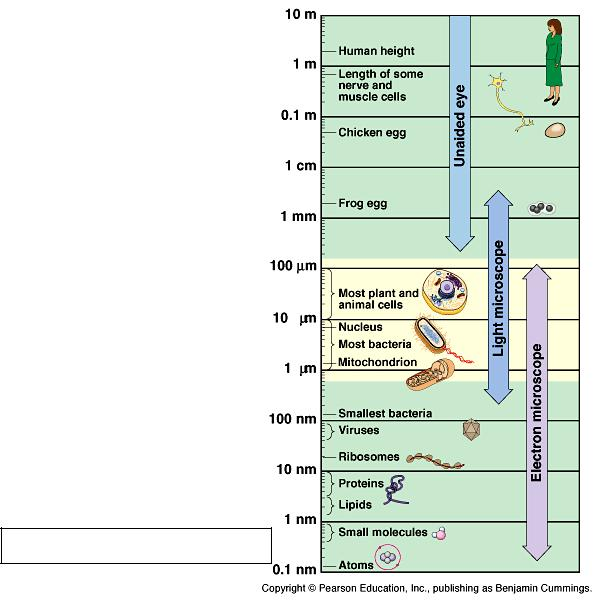 10 m
Human height
1 m
Length of some
nerve and
muscle cells
0.1 m
Chicken egg
1 cm
Frog egg
1 mm
100 µm
Most plant and
animal cells
10 µm
Nucleus
Most bacteria
Mitochondrion
1 µm
Smallest bacteria
100 nm
Viruses
Ribosomes
10 nm
Proteins
Lipids
1 nm
Small molecules
Atoms
0.1 nm
Unaided eye
Light microscope
Electron microscope
Copyright © Pearson Education, Inc., publishing as Benjamin Cummings.